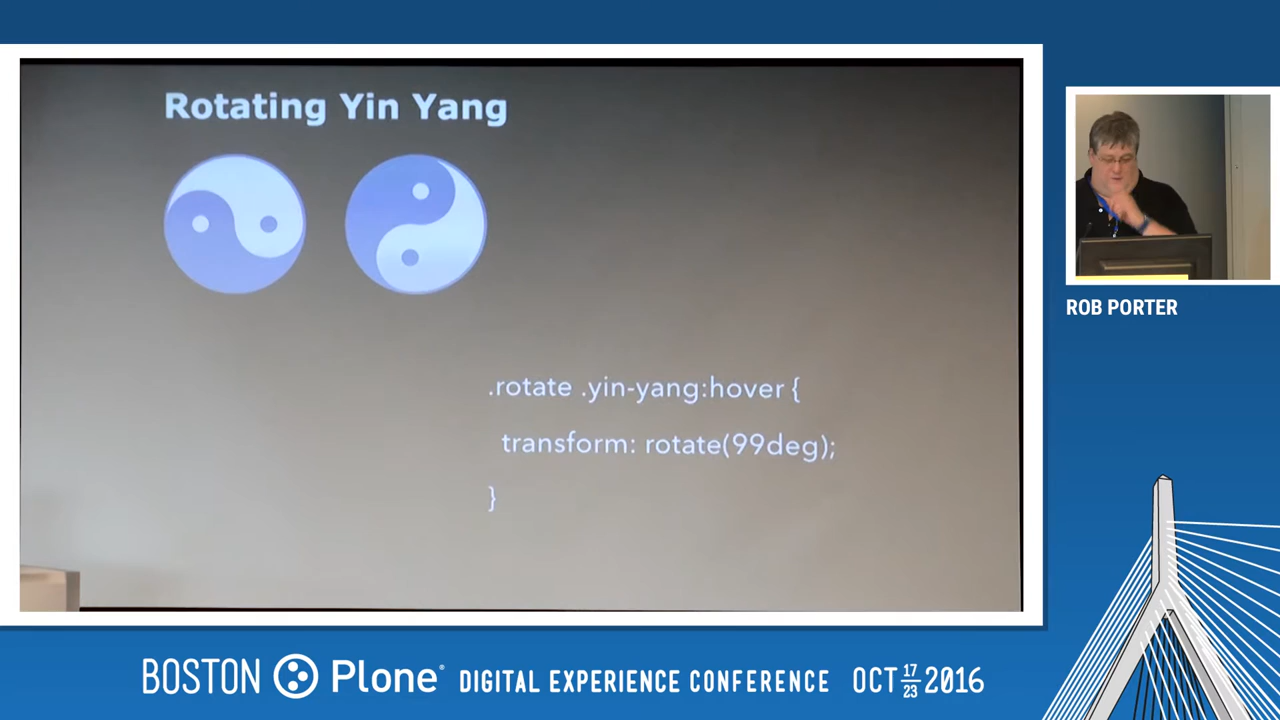 Rotating Yin Yang
.rotate .yin-yang:hover {
transform: rotate(99deg);
}
ROB PORTER
BOSTON Plone® DIGITAL EXPERIENCE CONFERENCE OCT 17 23 2016